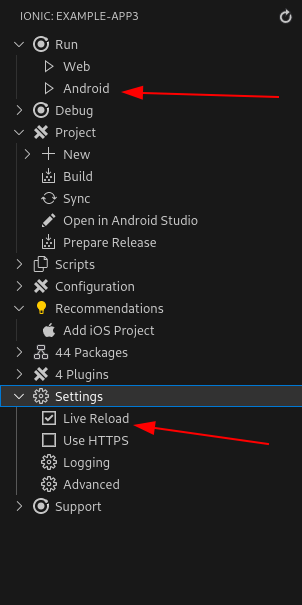 IONIC: EXAMPLE-APP3
Run
Web
Android
Debug
Project
New
Build
Sync
Open in Android Studio
Prepare Release
Scripts
Configuration
Recommendations
Add iOS Project
44 Packages
4 Plugins
Settings
Live Reload
Use HTTPS
Logging
Advanced
Support